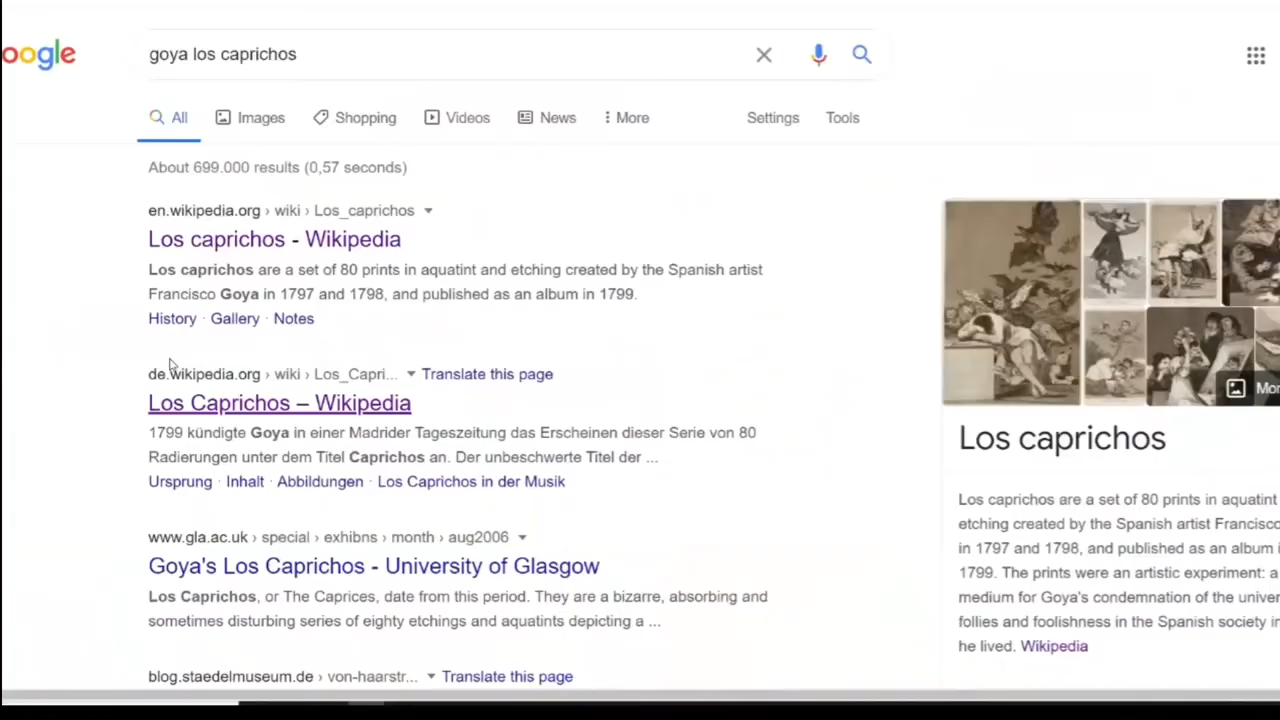 oogle
goya los caprichos
All Images Shopping Videos News More Settings Tools
About 699.000 results (0,57 seconds)
en.wikipedia.org › wiki › Los_caprichos
Los caprichos - Wikipedia
Los caprichos are a set of 80 prints in aquatint and etching created by the Spanish artist
Francisco Goya in 1797 and 1798, and published as an album in 1799.
History · Gallery · Notes
de.wikipedia.org › wiki › Los_Capri... Translate this page
Los Caprichos – Wikipedia
1799 kündigte Goya in einer Madrider Tageszeitung das Erscheinen dieser Serie von 80
Radierungen unter dem Titel Caprichos an. Der unbeschwerte Titel der ...
Ursprung · Inhalt · Abbildungen · Los Caprichos in der Musik
www.gla.ac.uk › special › exhibns › month › aug2006
Goya's Los Caprichos - University of Glasgow
Los Caprichos, or The Caprices, date from this period. They are a bizarre, absorbing and
sometimes disturbing series of eighty etchings and aquatints depicting a ...
blog.staedelmuseum.de › von-haarstr... Translate this page
Mor
Los caprichos
Los caprichos are a set of 80 prints in aquatint
etching created by the Spanish artist Francisco
in 1797 and 1798, and published as an album i
1799. The prints were an artistic experiment: a
medium for Goya's condemnation of the univer
follies and foolishness in the Spanish society in
he lived. Wikipedia